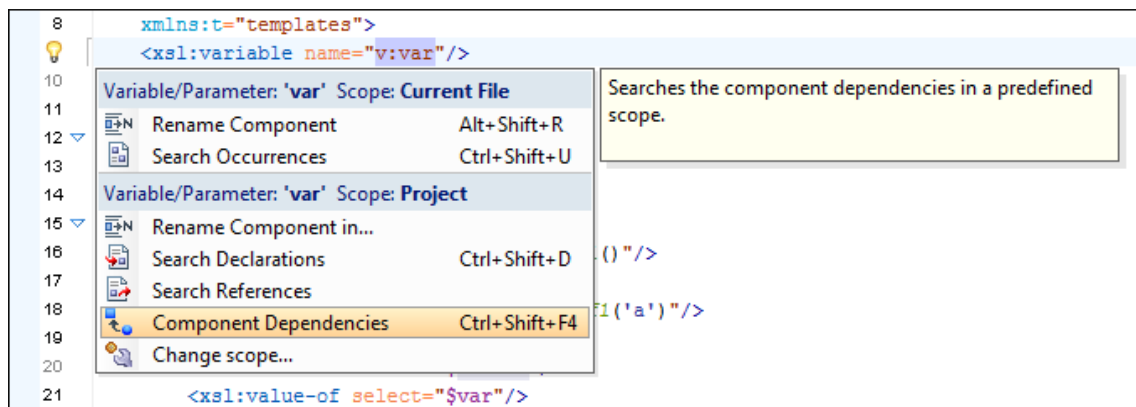 8 xmlns:t="templates">
<xsl:variable name="v:var"/>
10
Variable/Parameter: 'var' Scope: Current File
Searches the component dependencies in a predefined
scope.
11
Rename Component Alt+Shift+R
12
Search Occurrences Ctrl+Shift+U
13
14 Variable/Parameter: 'var' Scope: Project
15 Rename Component in...
16 Search Declarations Ctrl+Shift+D ()"/>
17 Search References
18 Component Dependencies Ctrl+Shift+F4 f1('a')"/>
19
Change scope...
20
21 <xsl:value-of select="$var"/>